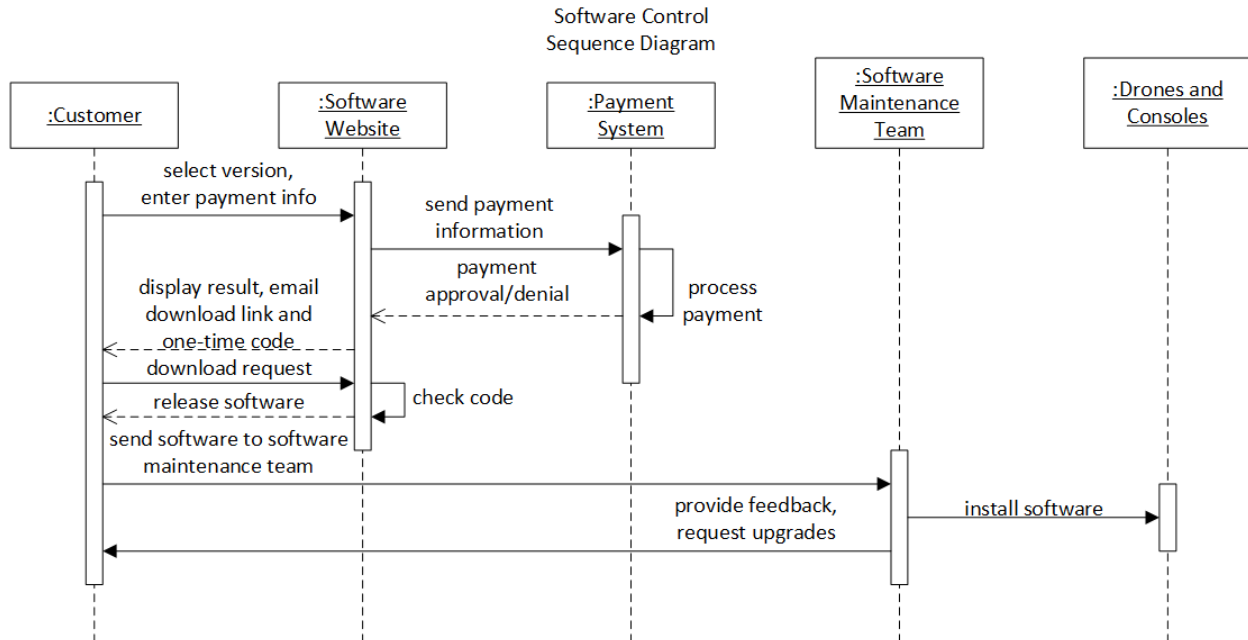 Software Control
Sequence Diagram
:Customer
:Software
Website
:Payment
System
:Software
Maintenance
Team
:Drones and
Consoles
select version,
enter payment info
send payment
information
payment
approval/denial
process
payment
display result, email
download link and
one-time code
download request
check code
release software
send software to software
maintenance team
provide feedback,
request upgrades
install software